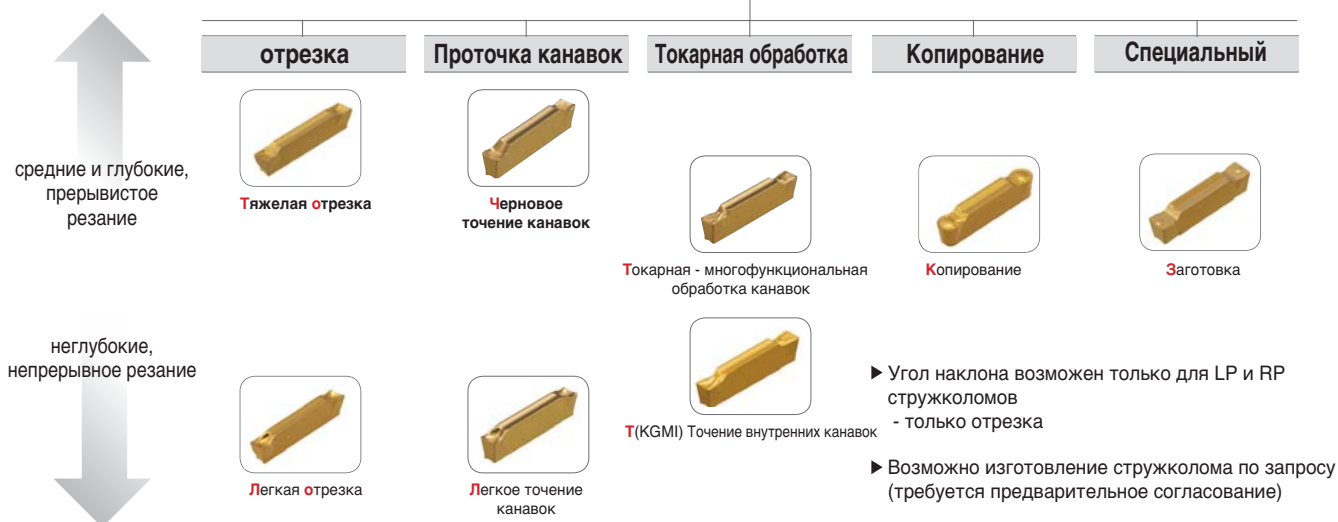 отрезка
Проточка канавок
Токарная обработка
Копирование
Специальный
средние и глубокие,
прерывистое
резание
Тяжелая отрезка
Черновое
точение канавок
Токарная - многофункциональная
обработка канавок
Копирование
Заготовка
неглубокие,
непрерывное резание
Легкая отрезка
Легкое точение
канавок
Т(KGMI) Точение внутренних канавок
▶ Угол наклона возможен только для LP и RP
стружколомов
- только отрезка
▶ Возможно изготовление стружколома по запросу
(требуется предварительное согласование)